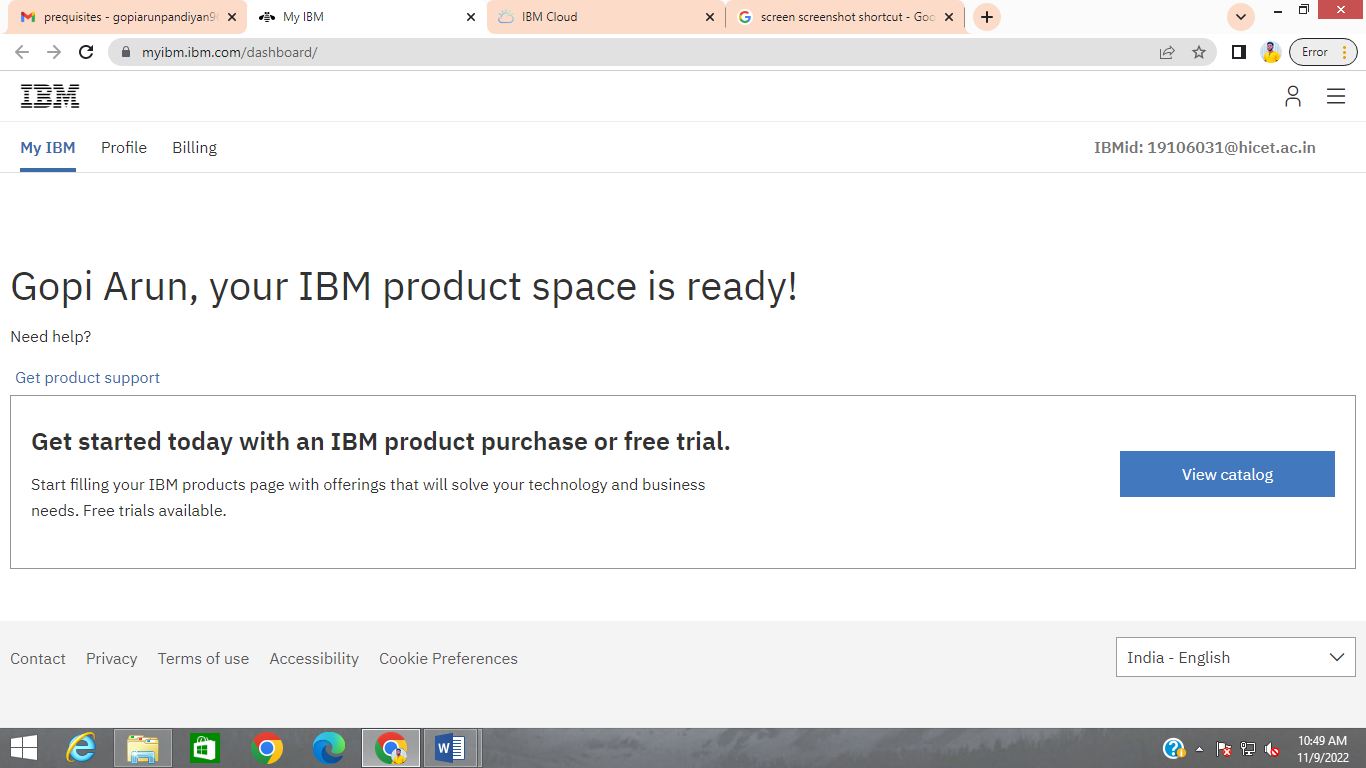 prequisites - gopiarunpandiyan9
My IBM
IBM Cloud
screen screenshot shortcut - Goo
myibm.ibm.com/dashboard/
Error
IBM
My IBM Profile Billing
IBMid: 19106031@hicet.ac.in
Gopi Arun, your IBM product space is ready!
Need help?
Get product support
Get started today with an IBM product purchase or free trial.
Start filling your IBM products page with offerings that will solve your technology and business
needs. Free trials available.
View catalog
Contact Privacy Terms of use Accessibility Cookie Preferences
India - English
10:49 AM
11/9/2022